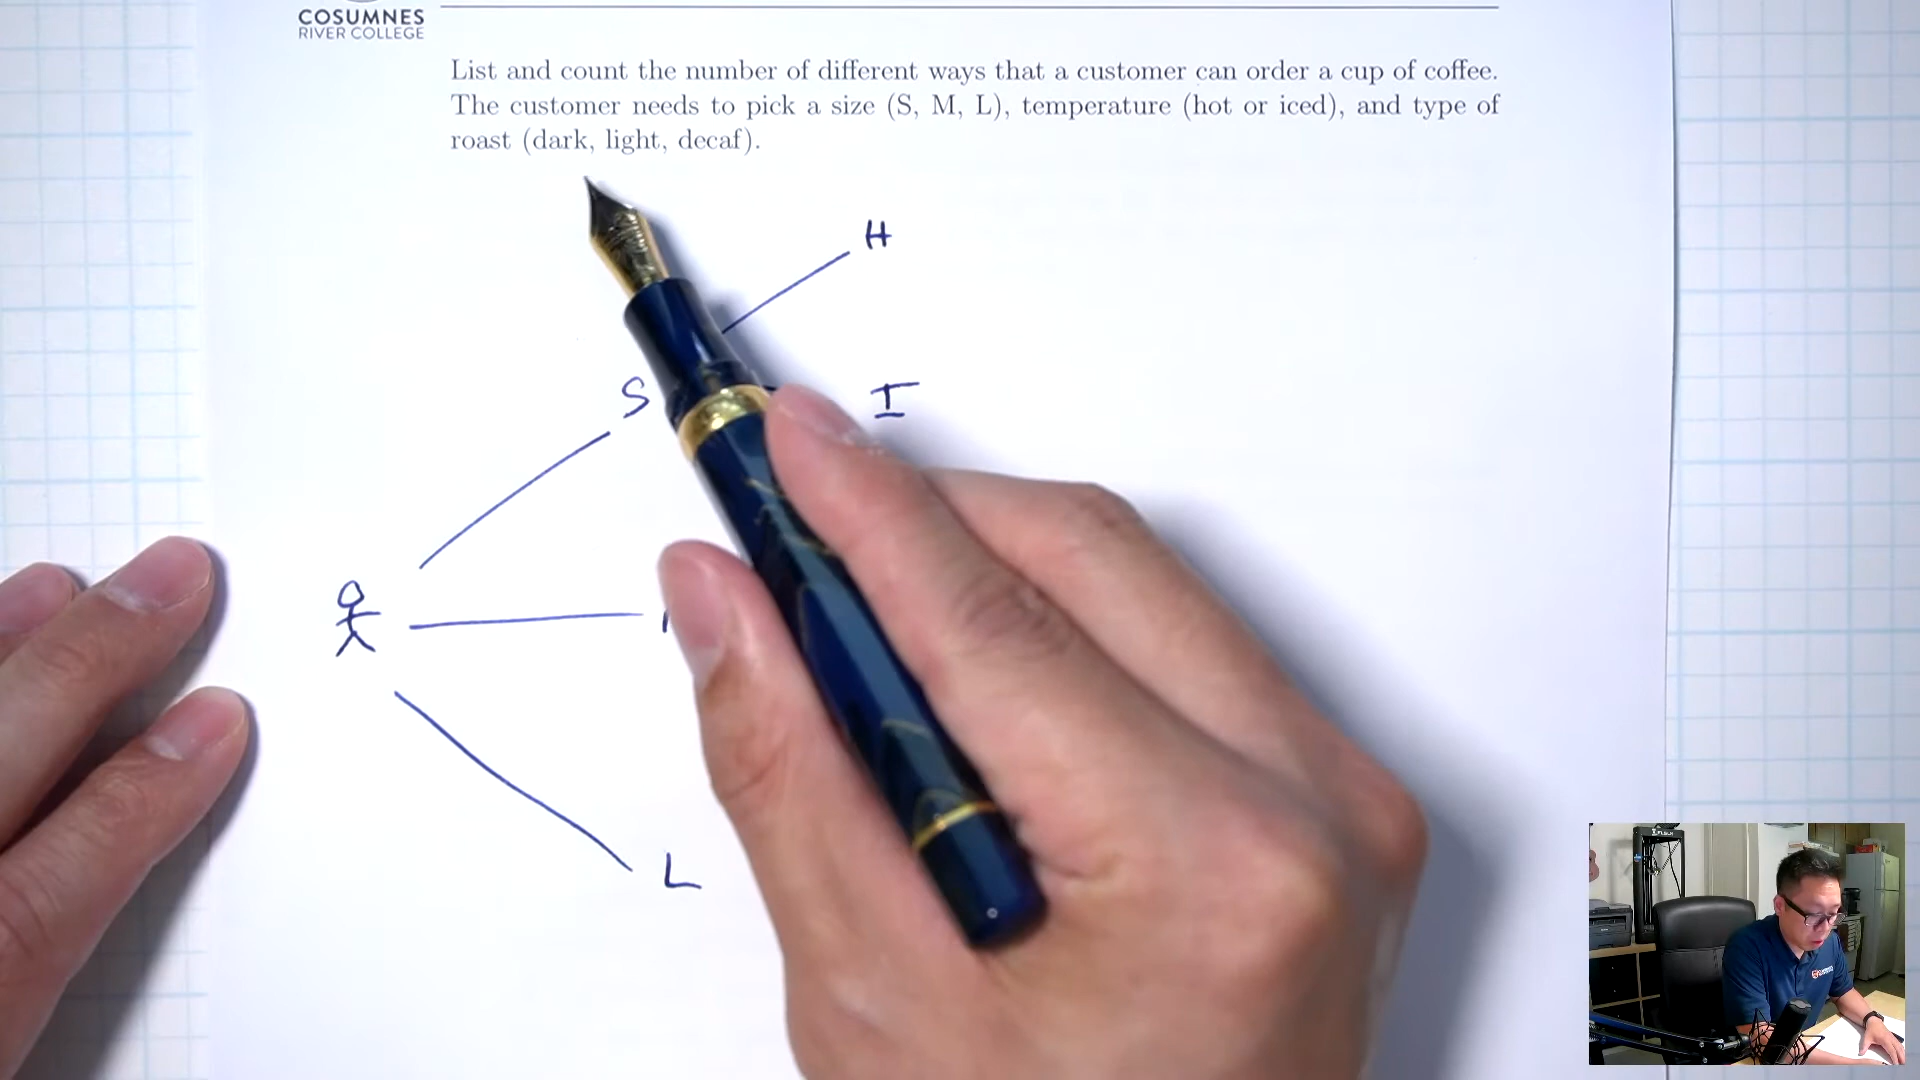 COSUMNES
RIVER COLLEGE
List and count the number of different ways that a customer can order a cup of coffee.
The customer needs to pick a size (S, M, L), temperature (hot or iced), and type of
roast (dark, light, decaf).
H
S
I
L